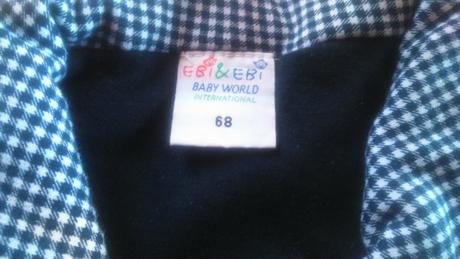 EBi & EBi
BABY WORLD
INTERNATIONAL
68